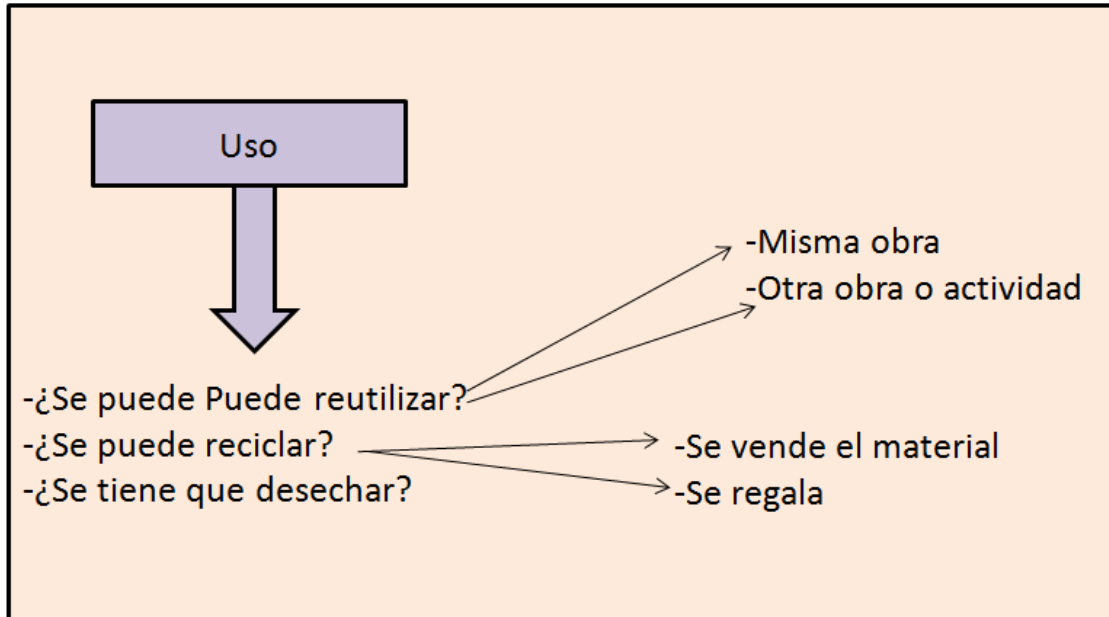 Uso
-Misma obra
-Otra obra o actividad
-¿Se puede Puede reutilizar?
-¿Se puede reciclar?
-¿Se tiene que desechar?
-Se vende el material
-Se regala